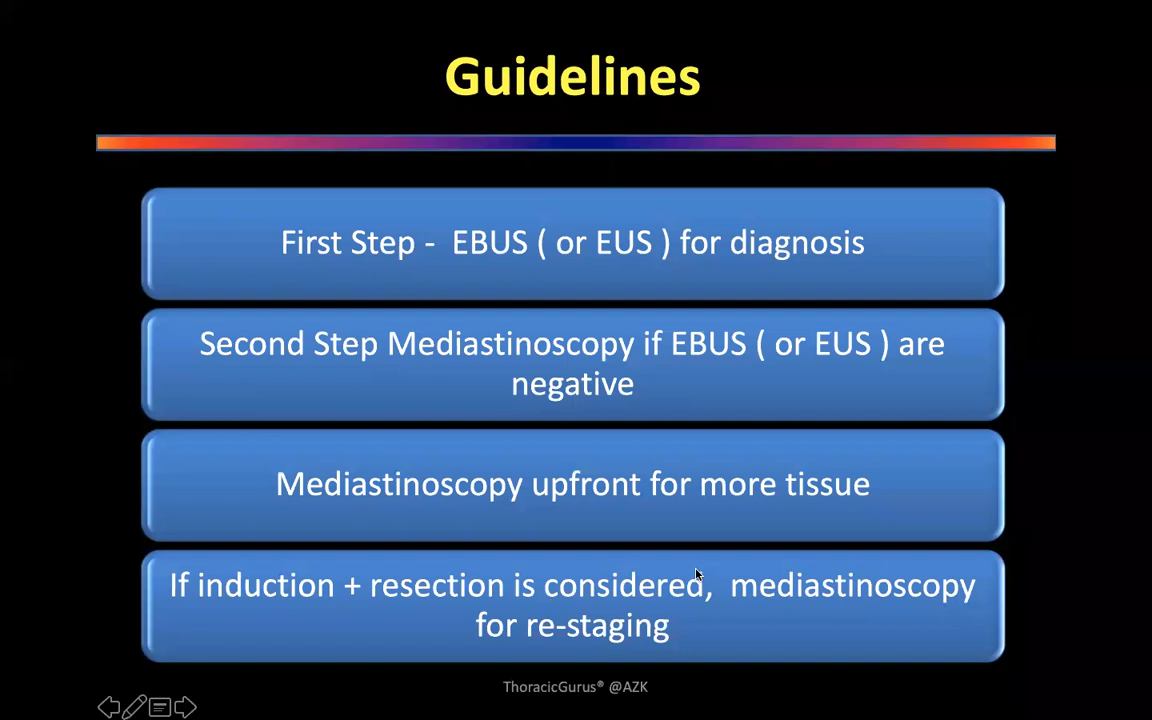 Guidelines
First Step -  EBUS ( or EUS ) for diagnosis
Second Step Mediastinoscopy if EBUS ( or EUS ) are
negative
Mediastinoscopy upfront for more tissue
If induction + resection is considered,  mediastinoscopy
for re-staging
ThoracicGurus® @AZK